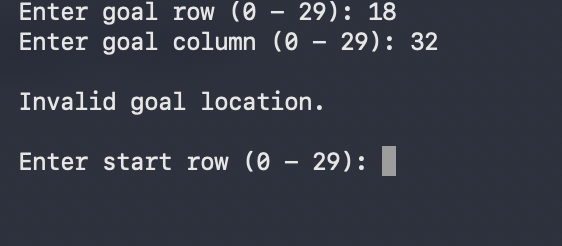 Enter goal row (0 – 29): 18
Enter goal column (0 – 29): 32
Invalid goal location.
Enter start row (0 – 29):